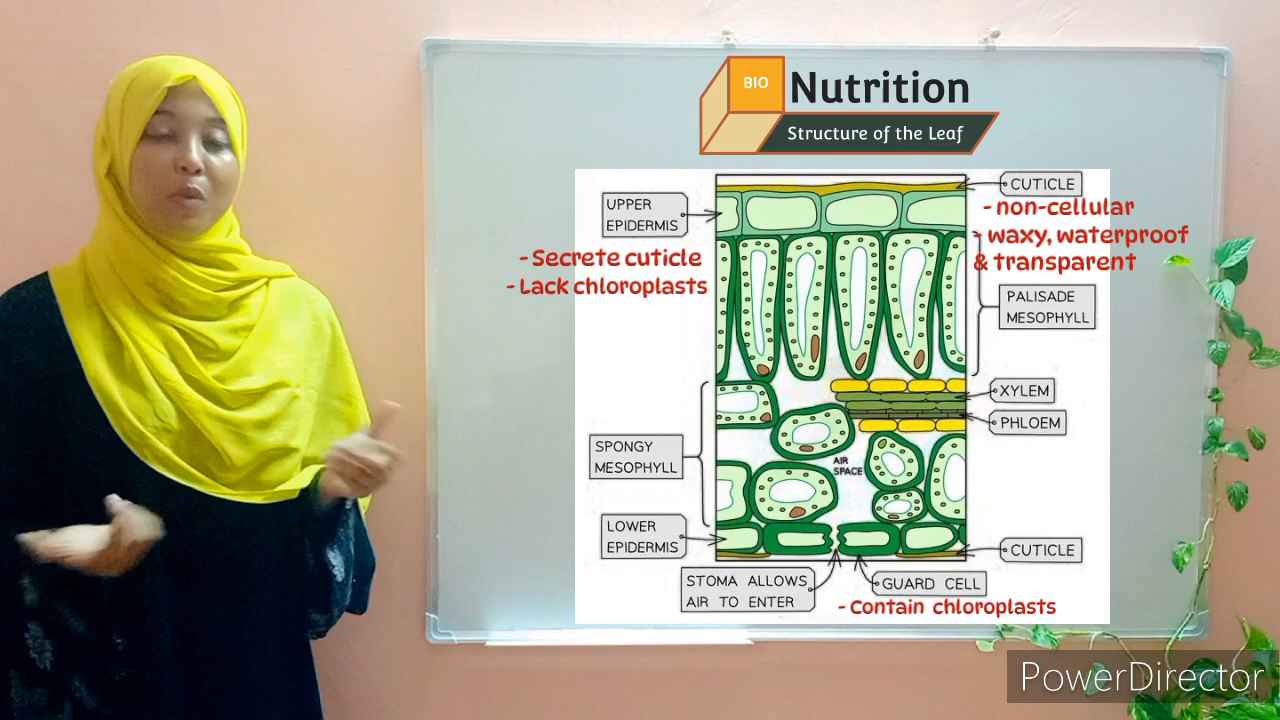 BIO
Nutrition
Structure of the Leaf
CUTICLE
- non-cellular
- waxy, waterproof
& transparent
UPPER
EPIDERMIS
- Secrete cuticle
- Lack chloroplasts
PALISADE
MESOPHYLL
XYLEM
PHLOEM
SPONGY
MESOPHYLL
AIR
SPACE
LOWER
EPIDERMIS
CUTICLE
STOMA ALLOWS
AIR TO ENTER
GUARD CELL
- Contain chloroplasts
PowerDirector